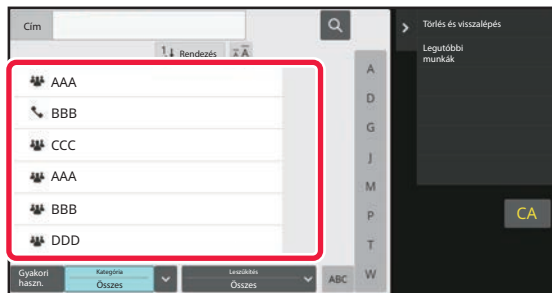 Cím
1 Rendezés
A
AAA
BBB
CCC
AAA
BBB
DDD
A
D
G
J
M
P
T
W
Gyakori
haszn.
Kategória
Összes
Leszűkítés
Összes
ABC
Törlés és visszalépés
Legutóbbi
munkák
CA